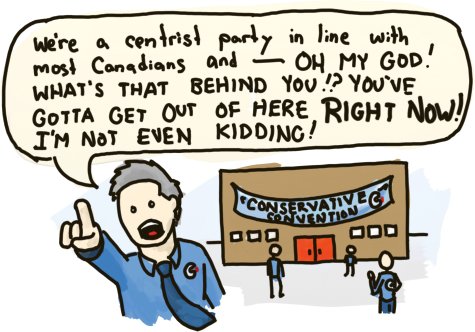 We're a centrist party in line with
most Canadians and — OH MY GOD!
WHAT'S THAT BEHIND YOU!? YOU'VE
GOTTA GET OUT OF HERE RIGHT NOW!
I'M NOT EVEN KIDDING!
CONSERVATIVE
CONVENTION